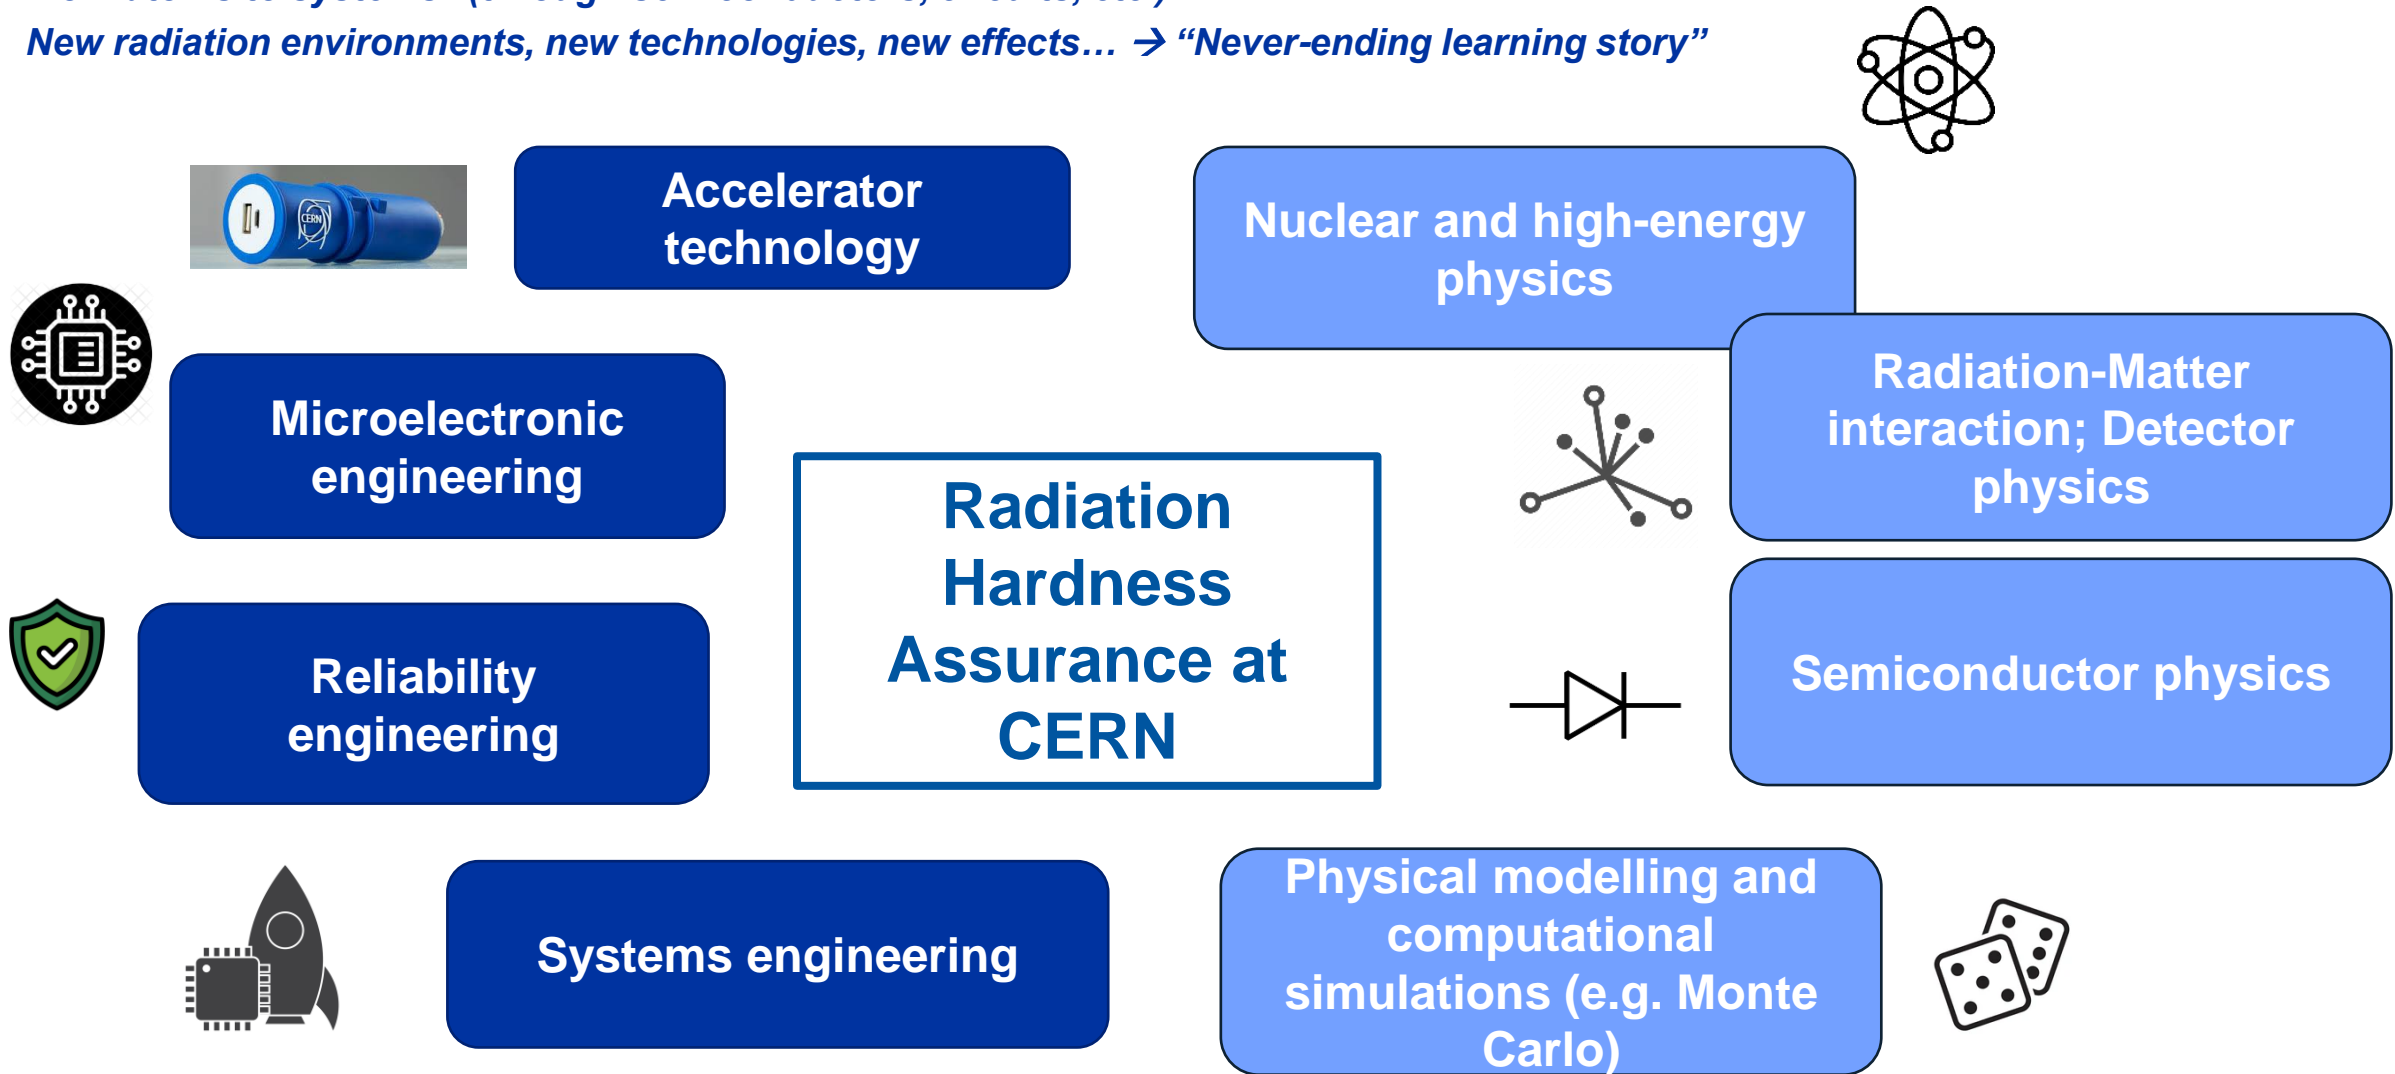 New radiation environments, new technologies, new effects… → “Never-ending learning story”
Accelerator
technology
Nuclear and high-energy
physics
CERN
Microelectronic
engineering
Radiation-Matter
interaction; Detector
physics
Radiation
Hardness
Assurance at
CERN
Reliability
engineering
Semiconductor physics
Systems engineering
Physical modelling and
computational
simulations (e.g. Monte
Carlo)